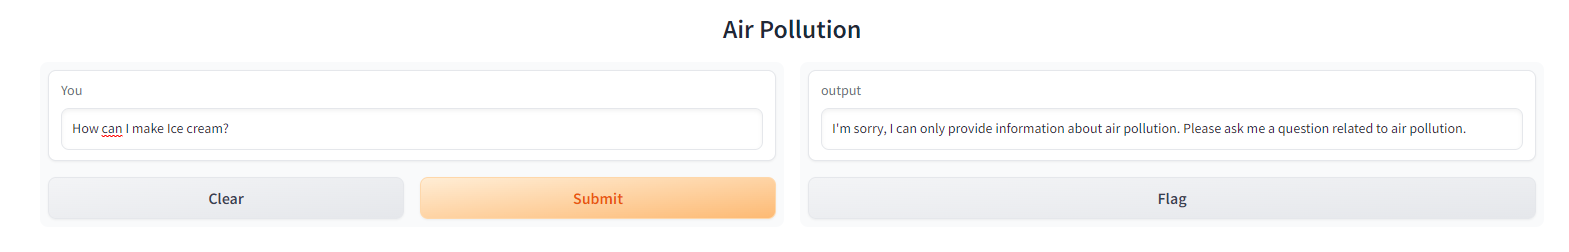 Air Pollution
You
How can I make Ice cream?
Clear
Submit
output
I'm sorry, I can only provide information about air pollution. Please ask me a question related to air pollution.
Flag